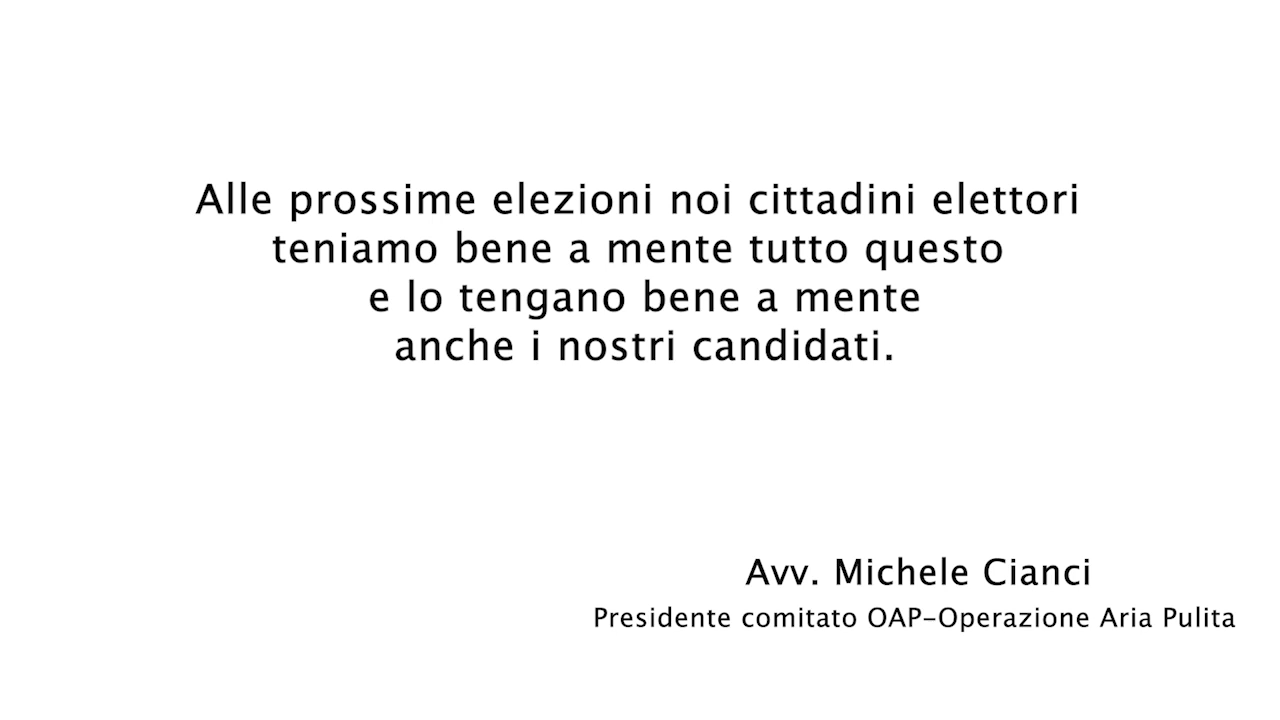 Alle prossime elezioni noi cittadini elettori
teniamo bene a mente tutto questo
e lo tengano bene a mente
anche i nostri candidati.
Avv. Michele Cianci
Presidente comitato OAP-Operazione Aria Pulita